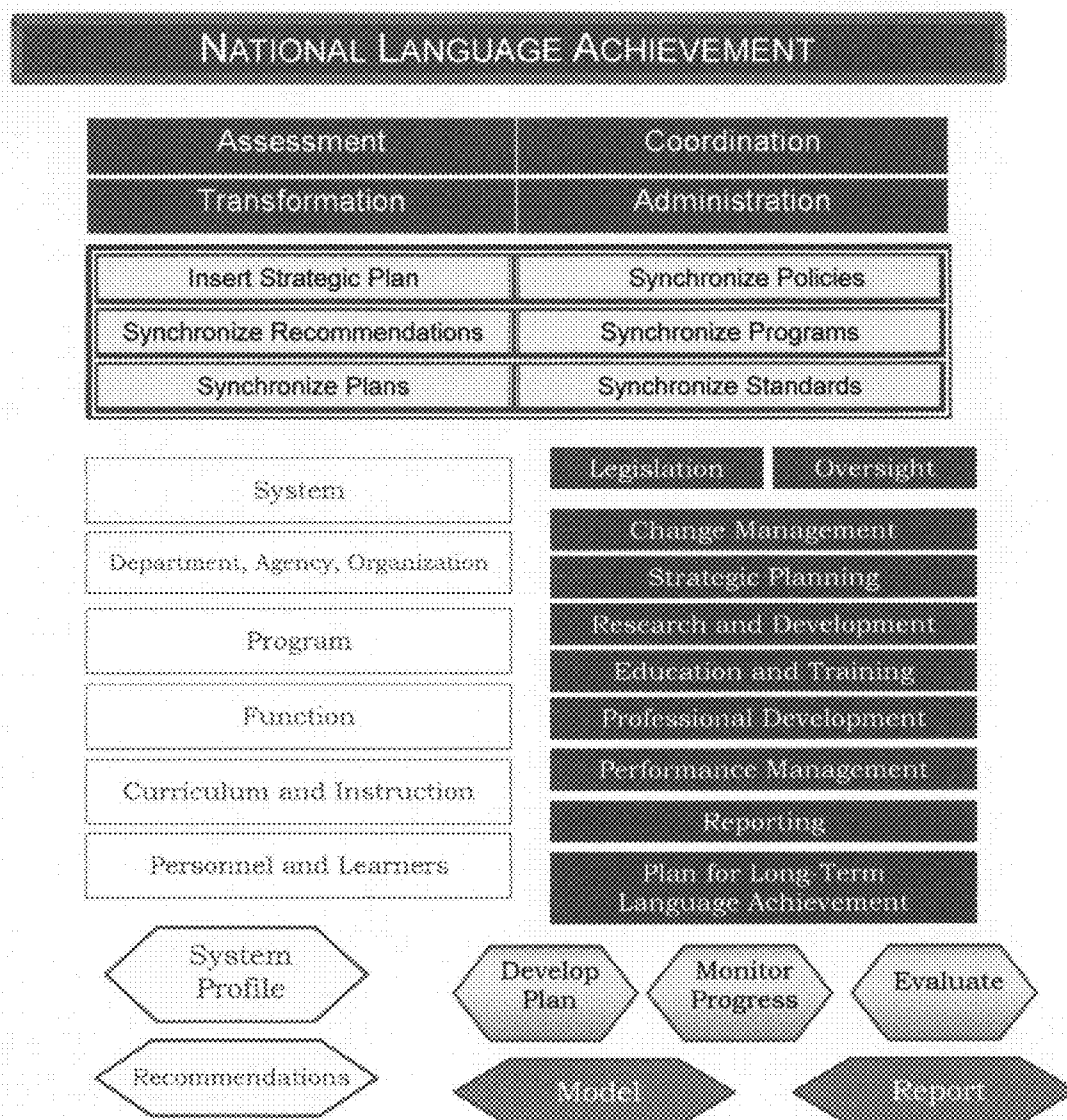 NATIONAL LANGUAGE ACHIEVEMENT
Assessment
Coordination
Transformation
Administration
Insert Strategic Plan
Synchronize Policies
Synchronize Recommendations
Synchronize Programs
Synchronize Plans
Synchronize Standards
System
Department, Agency, Organization
Program
Function
Curriculum and Instruction
Personnel and Learners
System
Profile
Recommendations
Legislation
Oversight
Change Management
Strategic Planning
Research and Development
Education and Training
Professional Development
Performance Management
Reporting
Plan for Long-Term
Language Achievement
Develop
Plan
Monitor
Progress
Evaluate
Model
Report